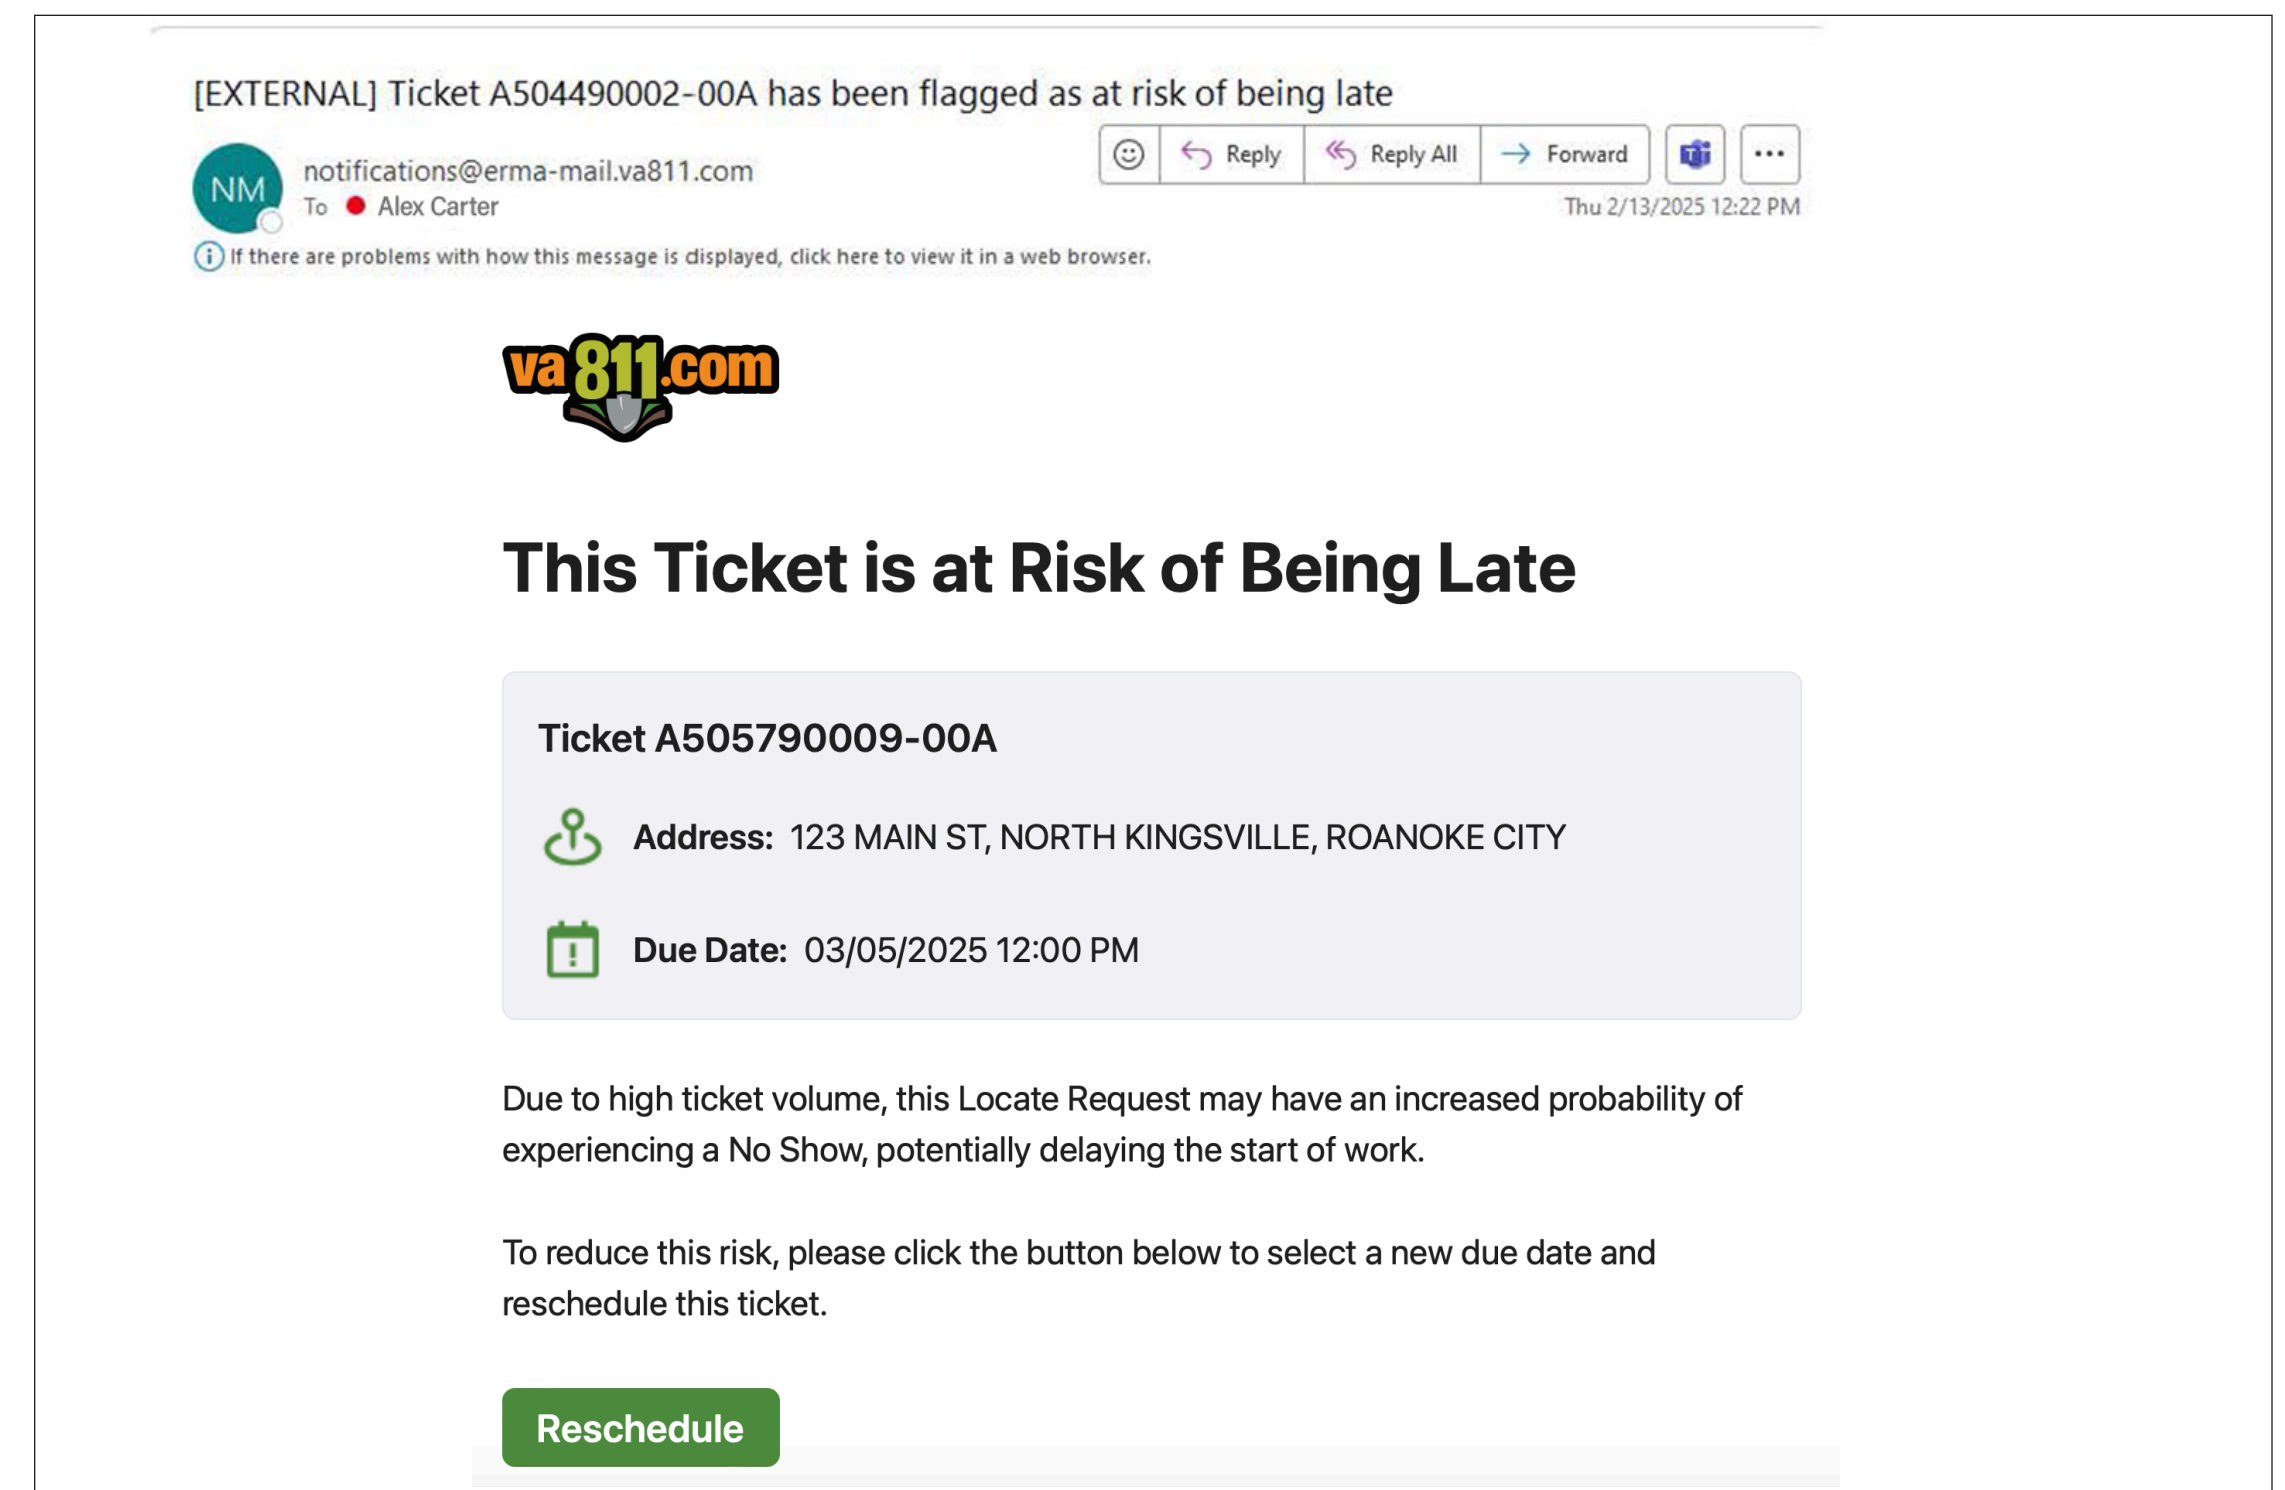 [EXTERNAL] Ticket A504490002-00A has been flagged as at risk of being late
NM
notifications@erma-mail.va811.com
To Alex Carter
Reply
Reply All
Forward
Thu 2/13/2025 12:22 PM
If there are problems with how this message is displayed, click here to view it in a web browser.
va811.com
This Ticket is at Risk of Being Late
Ticket A505790009-00A
Address: 123 MAIN ST, NORTH KINGSVILLE, ROANOKE CITY
Due Date: 03/05/2025 12:00 PM
Due to high ticket volume, this Locate Request may have an increased probability of
experiencing a No Show, potentially delaying the start of work.
To reduce this risk, please click the button below to select a new due date and
reschedule this ticket.
Reschedule